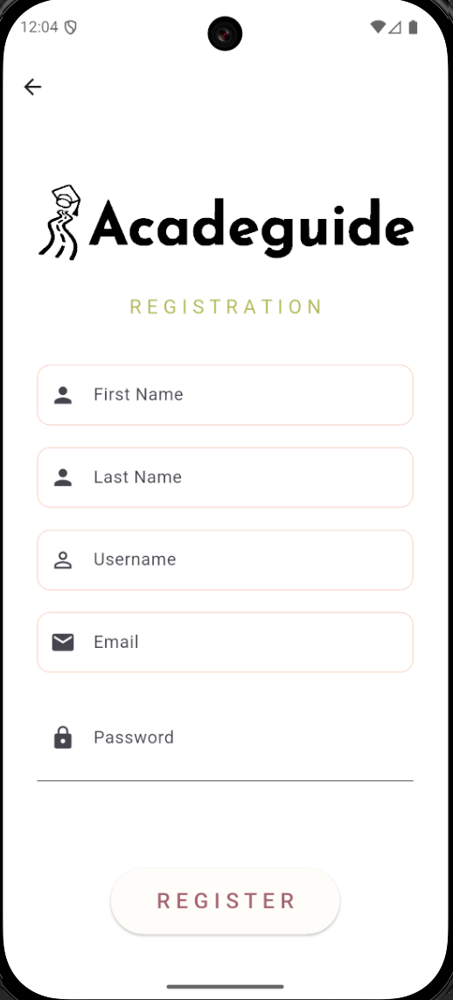 12:04
Acadeguide
REGISTRATION
First Name
Last Name
Username
Email
Password
REGISTER